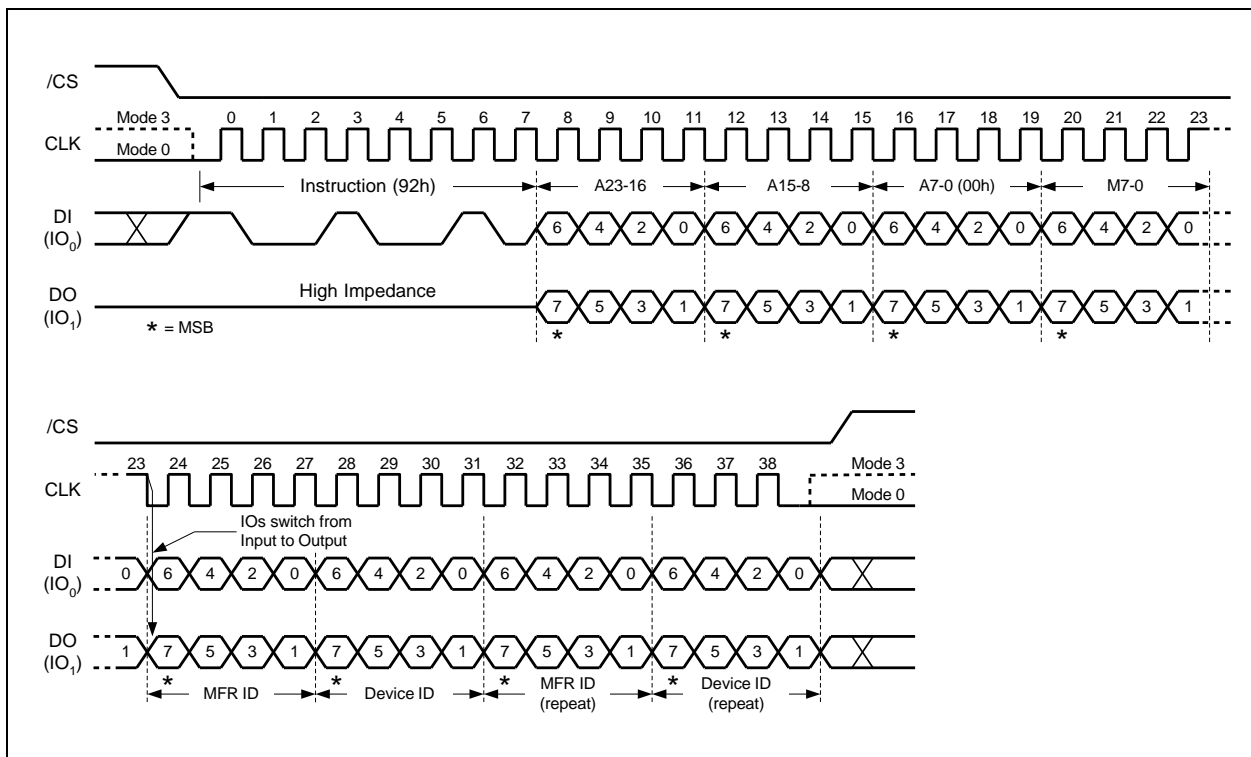 /CS
Mode 3 0 1 2 3 4 5 6 7 8 9 10 11 12 13 14 15 16 17 18 19 20 21 22 23
CLK
Mode 0
Instruction (92h) A23-16 A15-8 A7-0 (00h) M7-0
DI
(IO0)
6 4 2 0 6 4 2 0 6 4 2 0 6 4 2 0
High Impedance
DO
(IO1)
7 5 3 1 7 5 3 1 7 5 3 1 7 5 3 1
* = MSB
* * * *
/CS
23 24 25 26 27 28 29 30 31 32 33 34 35 36 37 38 Mode 3
CLK
Mode 0
IOs switch from
Input to Output
DI
(IO0)
0 6 4 2 0 6 4 2 0 6 4 2 0 6 4 2 0
DO
(IO1)
1 7 5 3 1 7 5 3 1 7 5 3 1 7 5 3 1
* * * *
MFR ID Device ID MFR ID
(repeat)
Device ID
(repeat)